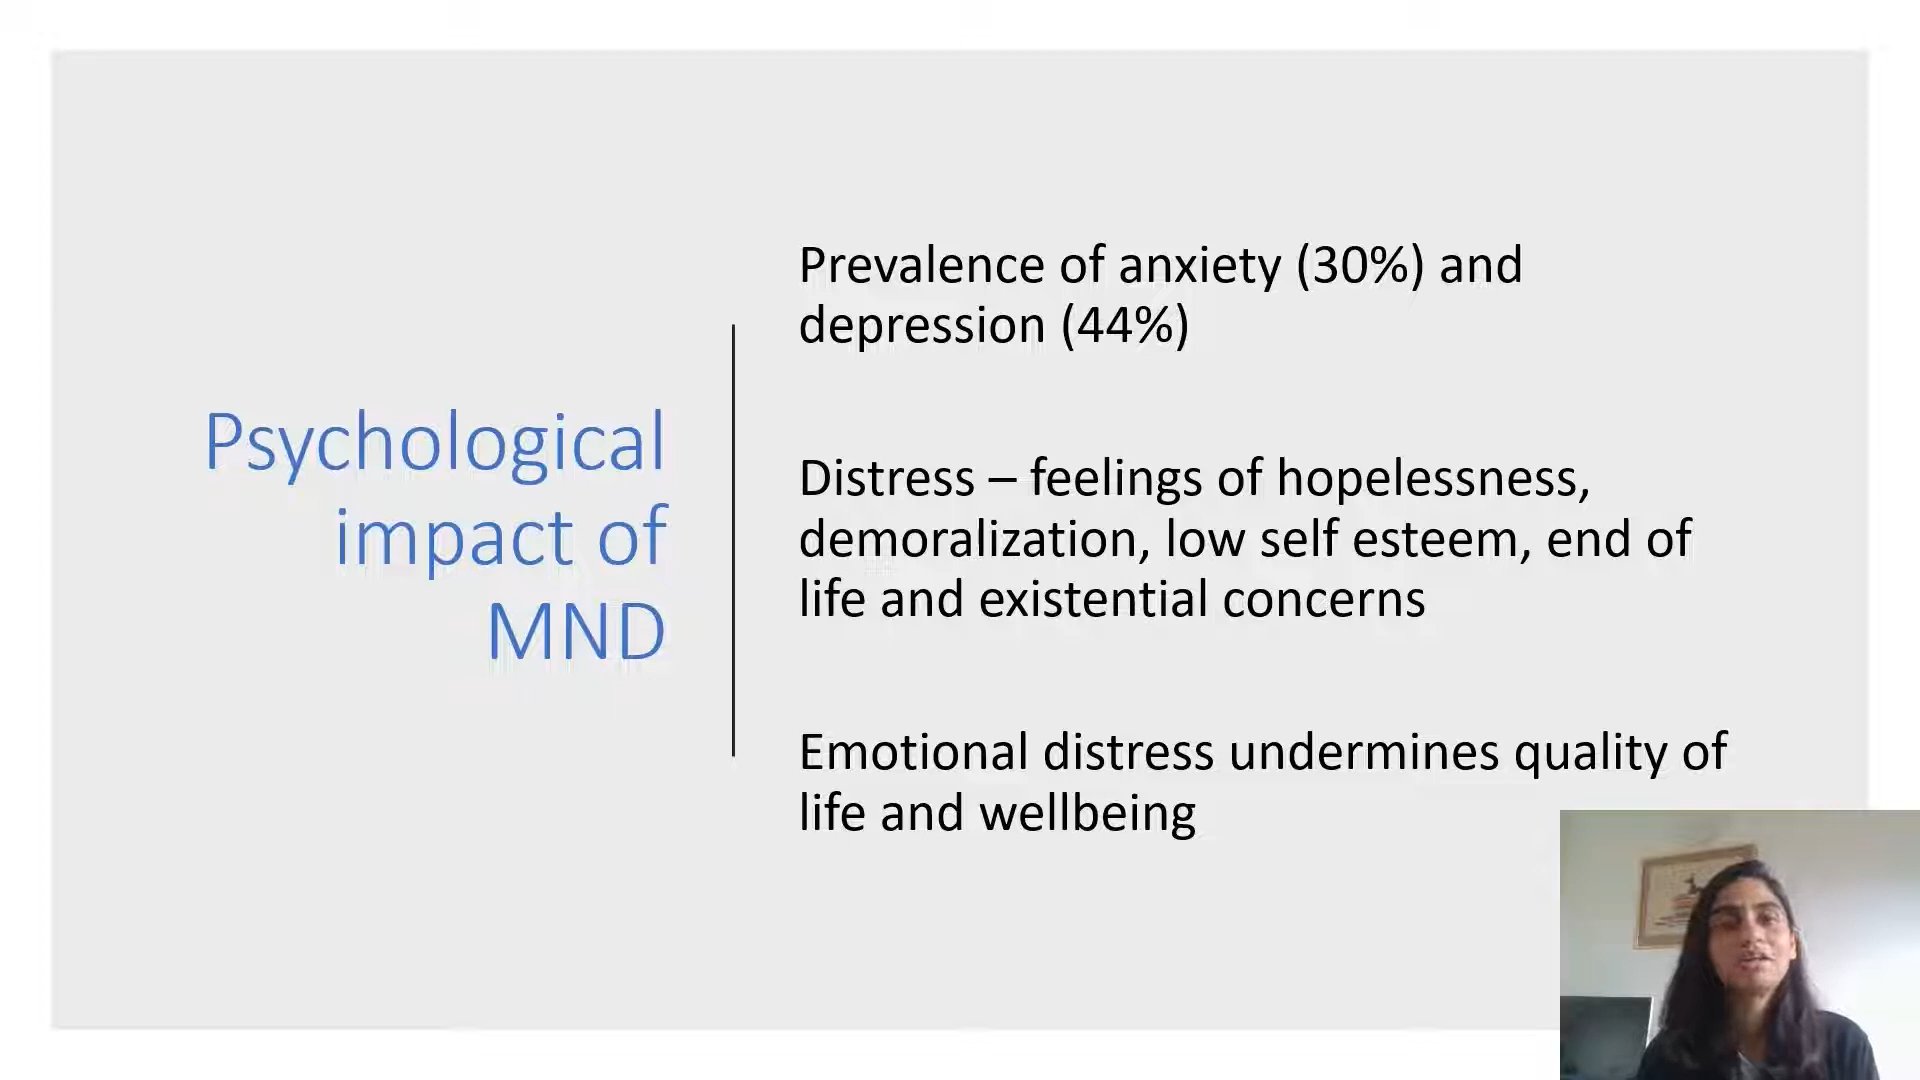 Psychological
impact of
MND
Prevalence of anxiety (30%) and
depression (44%)
Distress – feelings of hopelessness,
demoralization, low self esteem, end of
life and existential concerns
Emotional distress undermines quality of
life and wellbeing